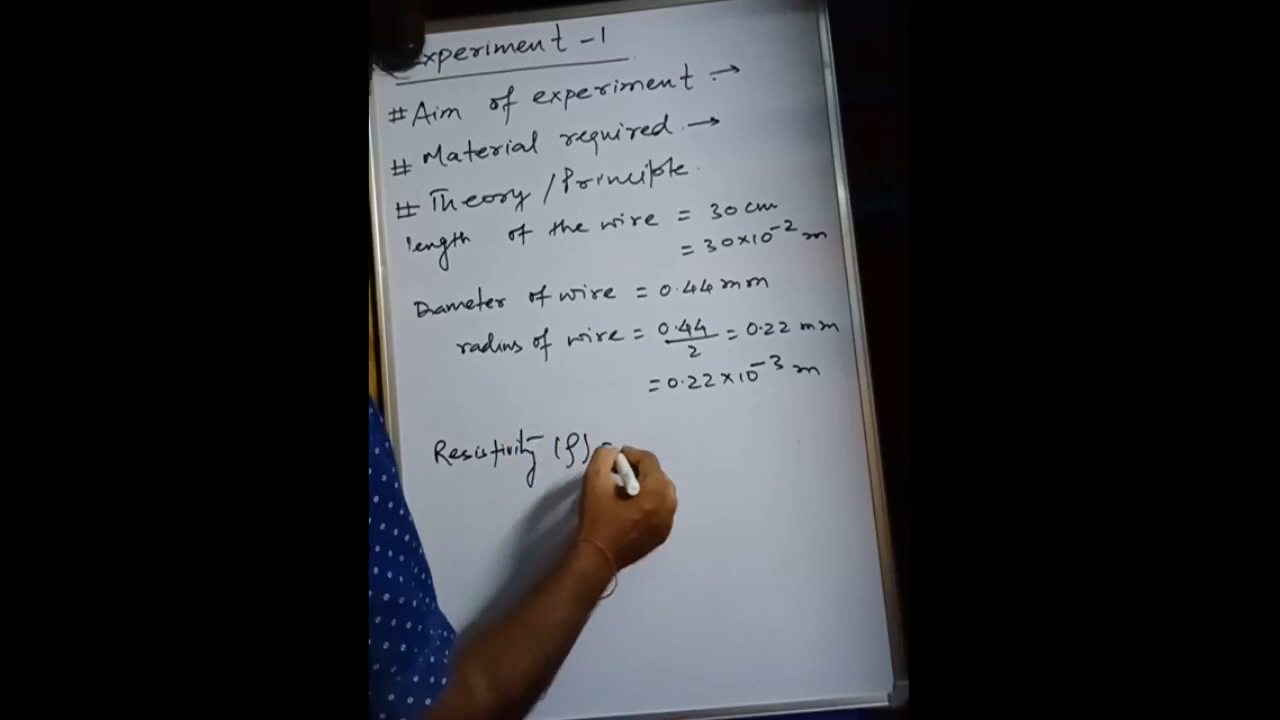 xperiment - 1
# Aim of experiment →
# Material required →
# Theory / Principle
length of the wire = 30 cm
= 30×10⁻² m
Diameter of wire = 0.44 mm
radius of wire = 0.44/2 = 0.22 mm
= 0.22×10⁻³ m
Resistivity (ρ) =